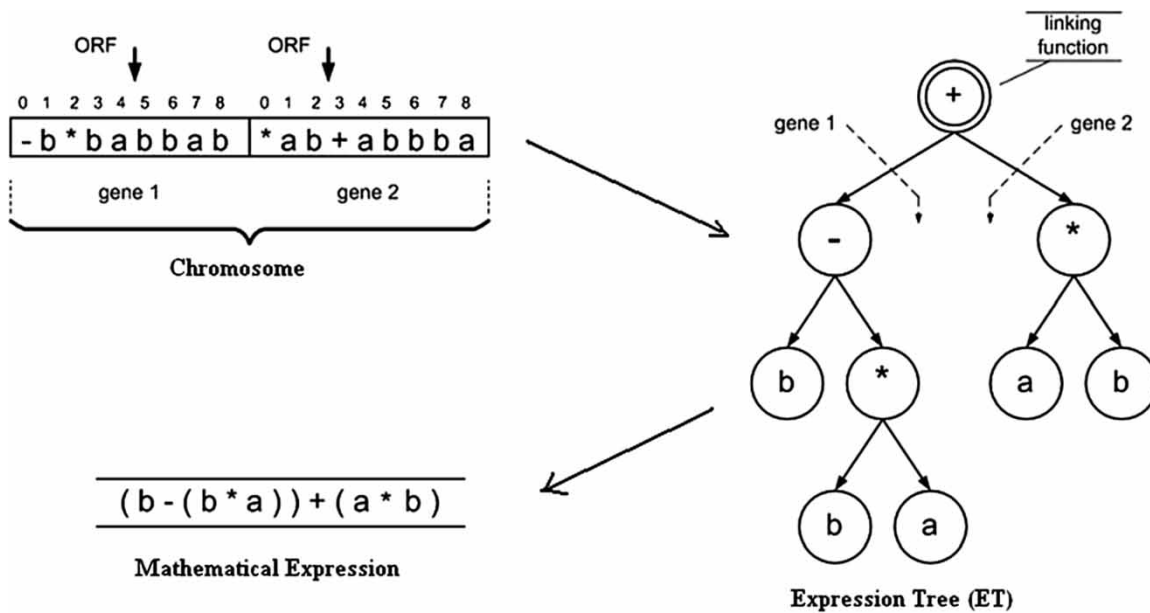 ORF ORF
0 1 2 3 4 5 6 7 8 0 1 2 3 4 5 6 7 8
- b * b a b b a b * a b + a b b b a
gene 1 gene 2
Chromosome
linking
function
+
gene 1 gene 2
- *
b * a b
b a
Expression Tree (ET)
( b - ( b * a ) ) + ( a * b )
Mathematical Expression